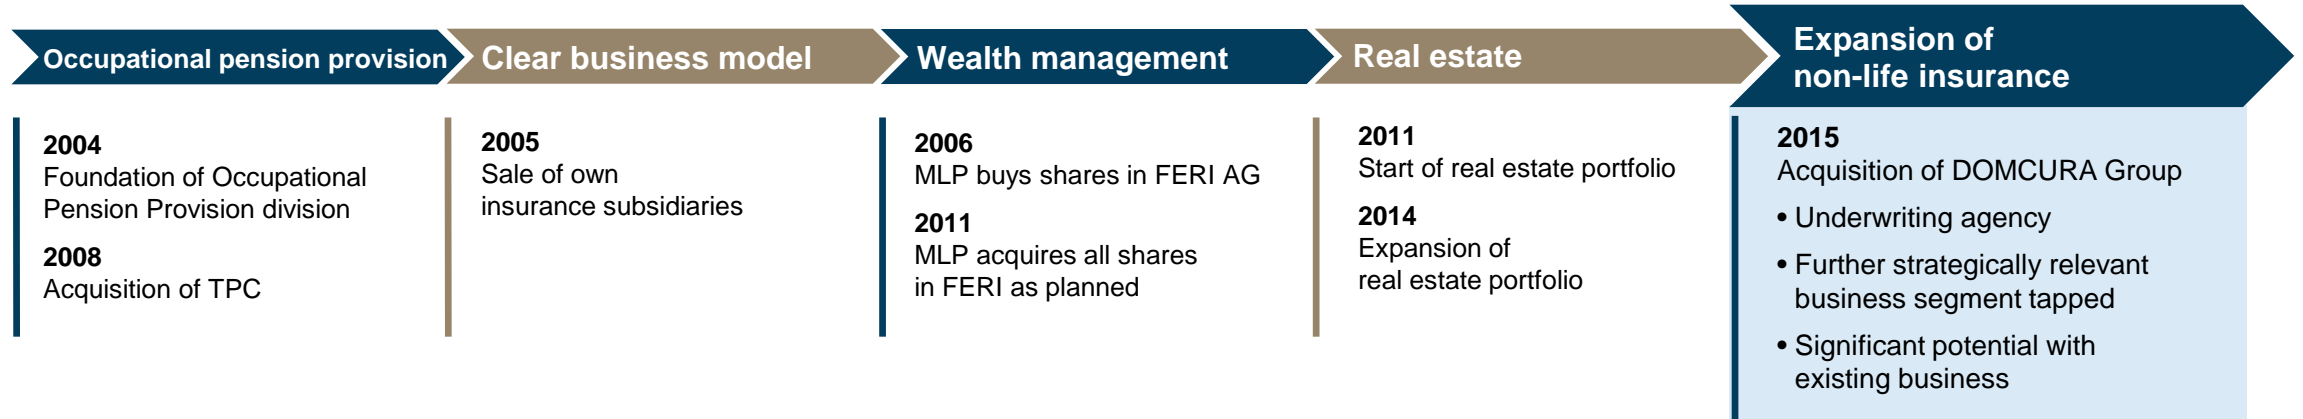 Occupational pension provision
Clear business model
Wealth management
Real estate
Expansion of
non-life insurance
2004
Foundation of Occupational
Pension Provision division
2008
Acquisition of TPC
2005
Sale of own
insurance subsidiaries
2006
MLP buys shares in FERI AG
2011
MLP acquires all shares
in FERI as planned
2011
Start of real estate portfolio
2014
Expansion of
real estate portfolio
2015
Acquisition of DOMCURA Group
• Underwriting agency
• Further strategically relevant
business segment tapped
• Significant potential with
existing business